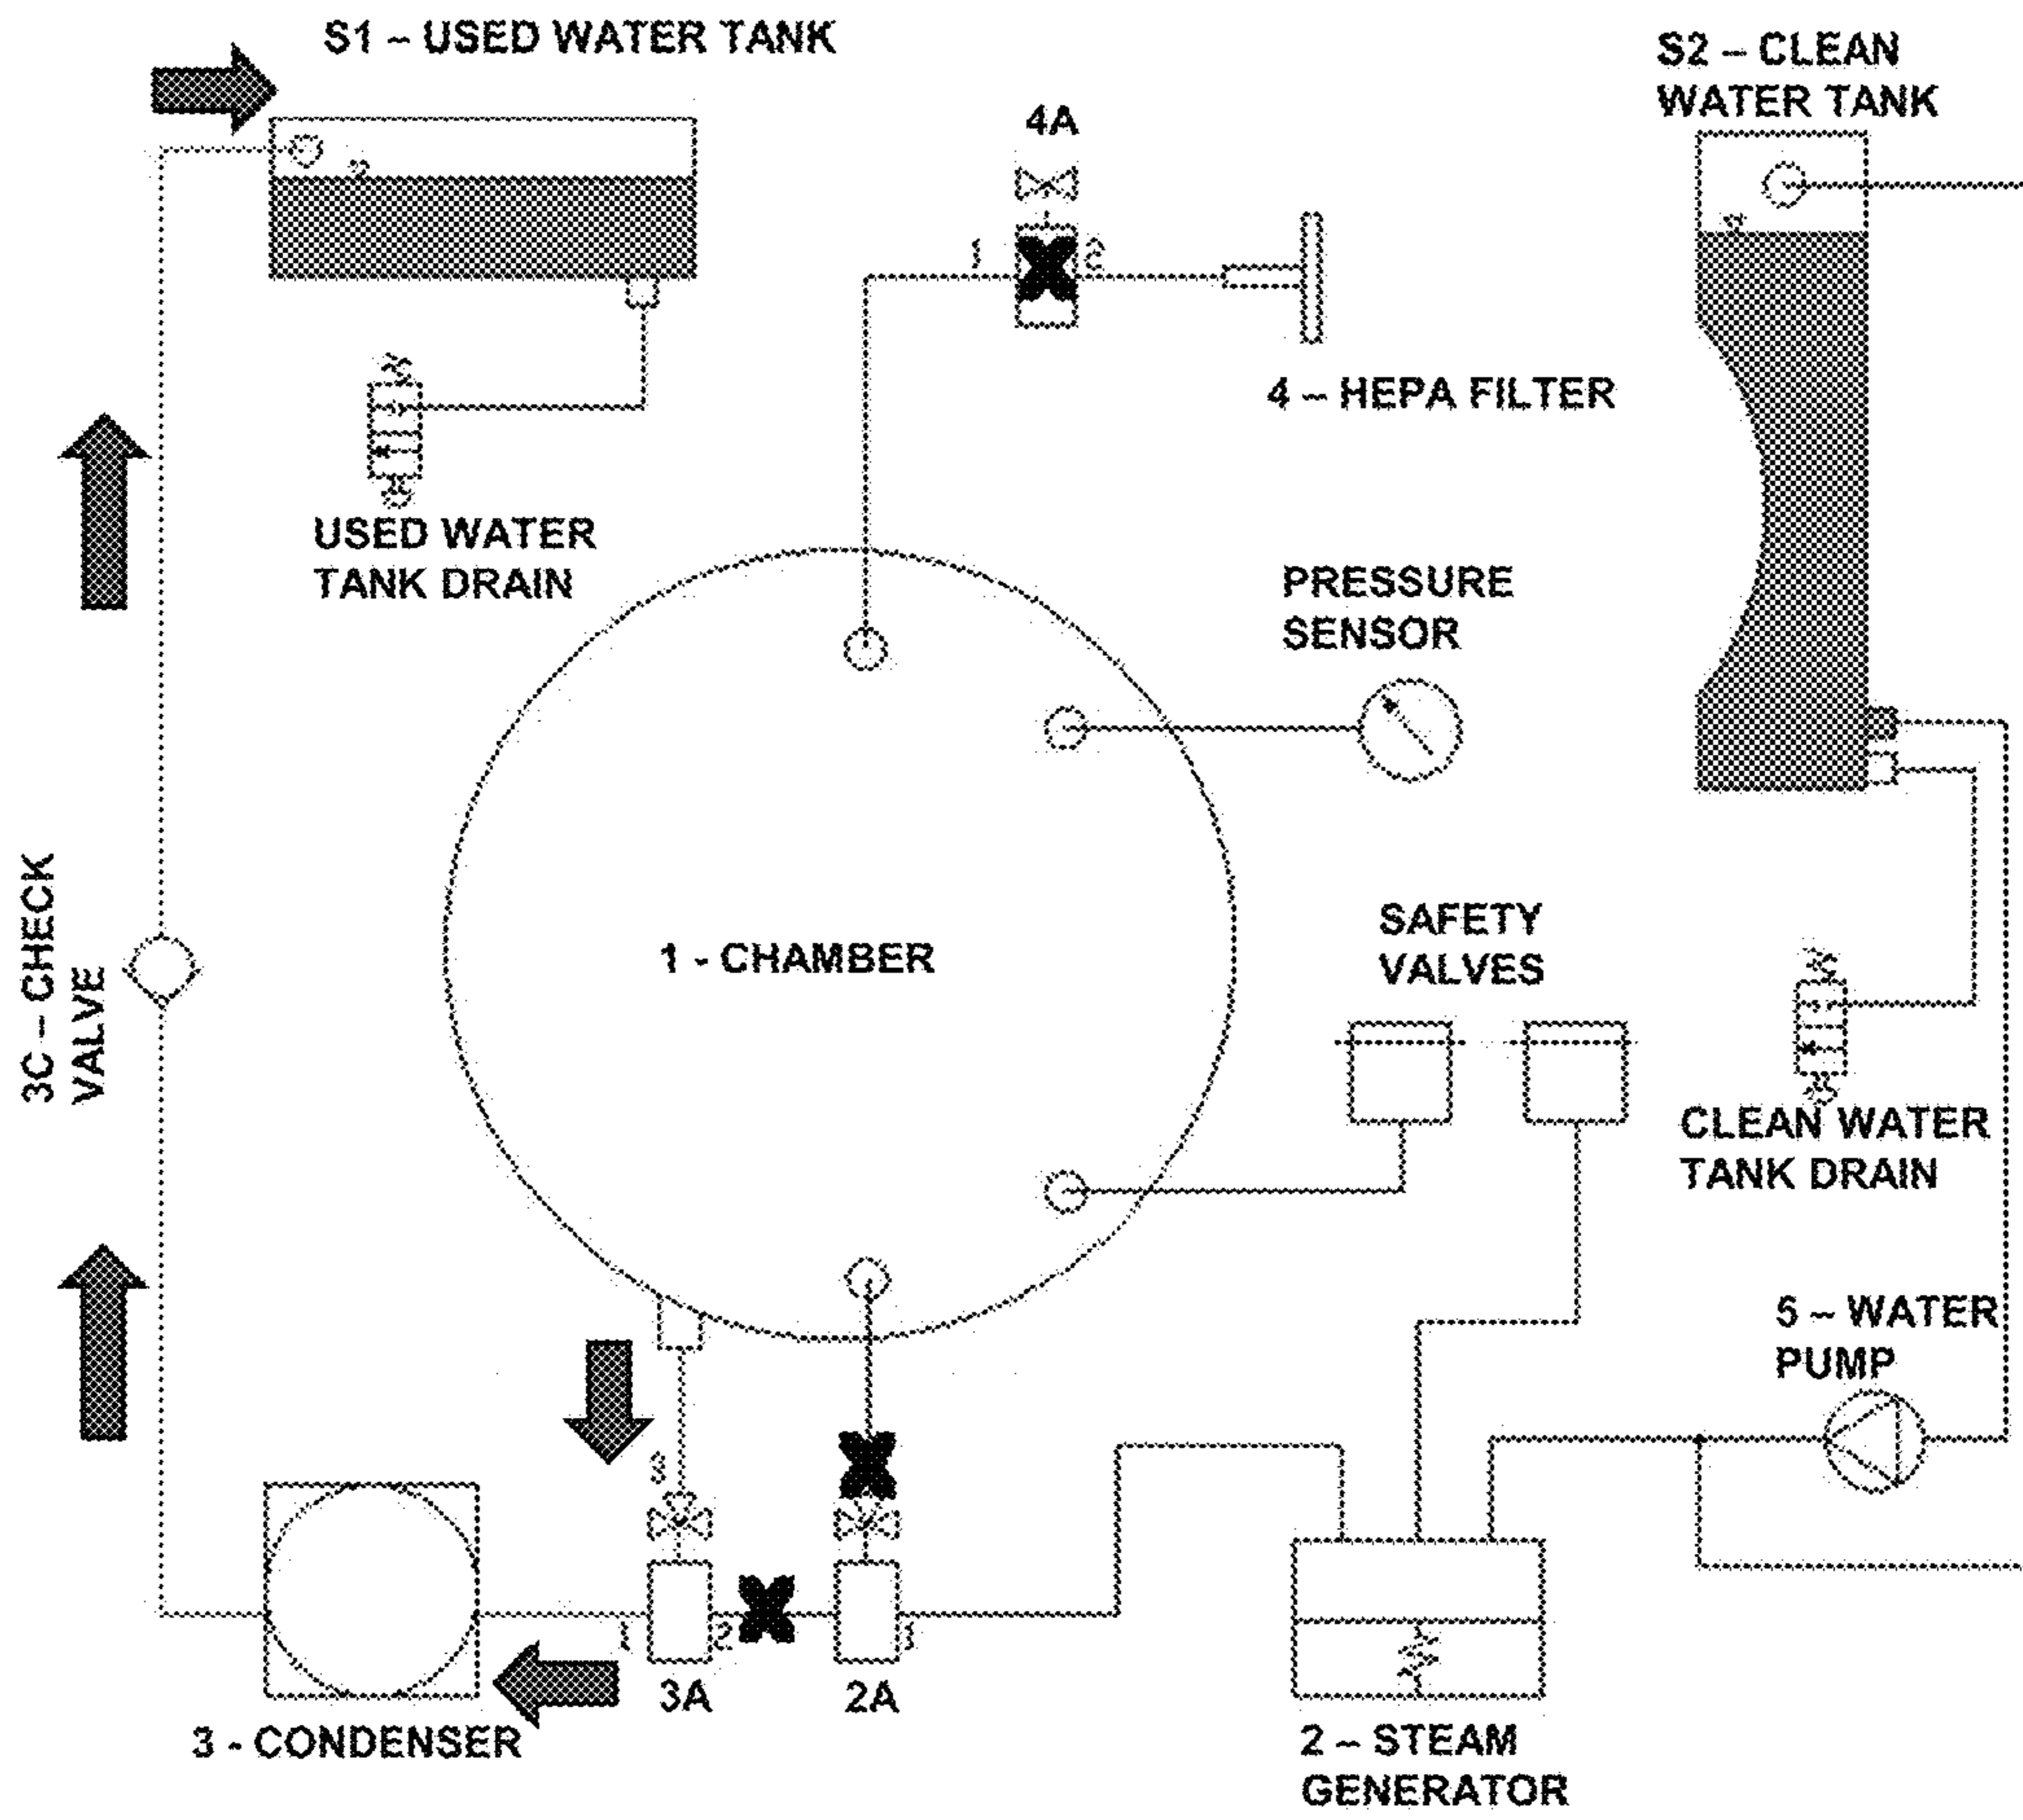 S1 – USED WATER TANK
S2 – CLEAN
WATER TANK
4A
1
2
4 – HEPA FILTER
USED WATER
TANK DRAIN
PRESSURE
SENSOR
3C – CHECK
VALVE
1 - CHAMBER
SAFETY
VALVES
CLEAN WATER
TANK DRAIN
5 – WATER
PUMP
3
1
2
3A
2A
3 - CONDENSER
2 – STEAM
GENERATOR